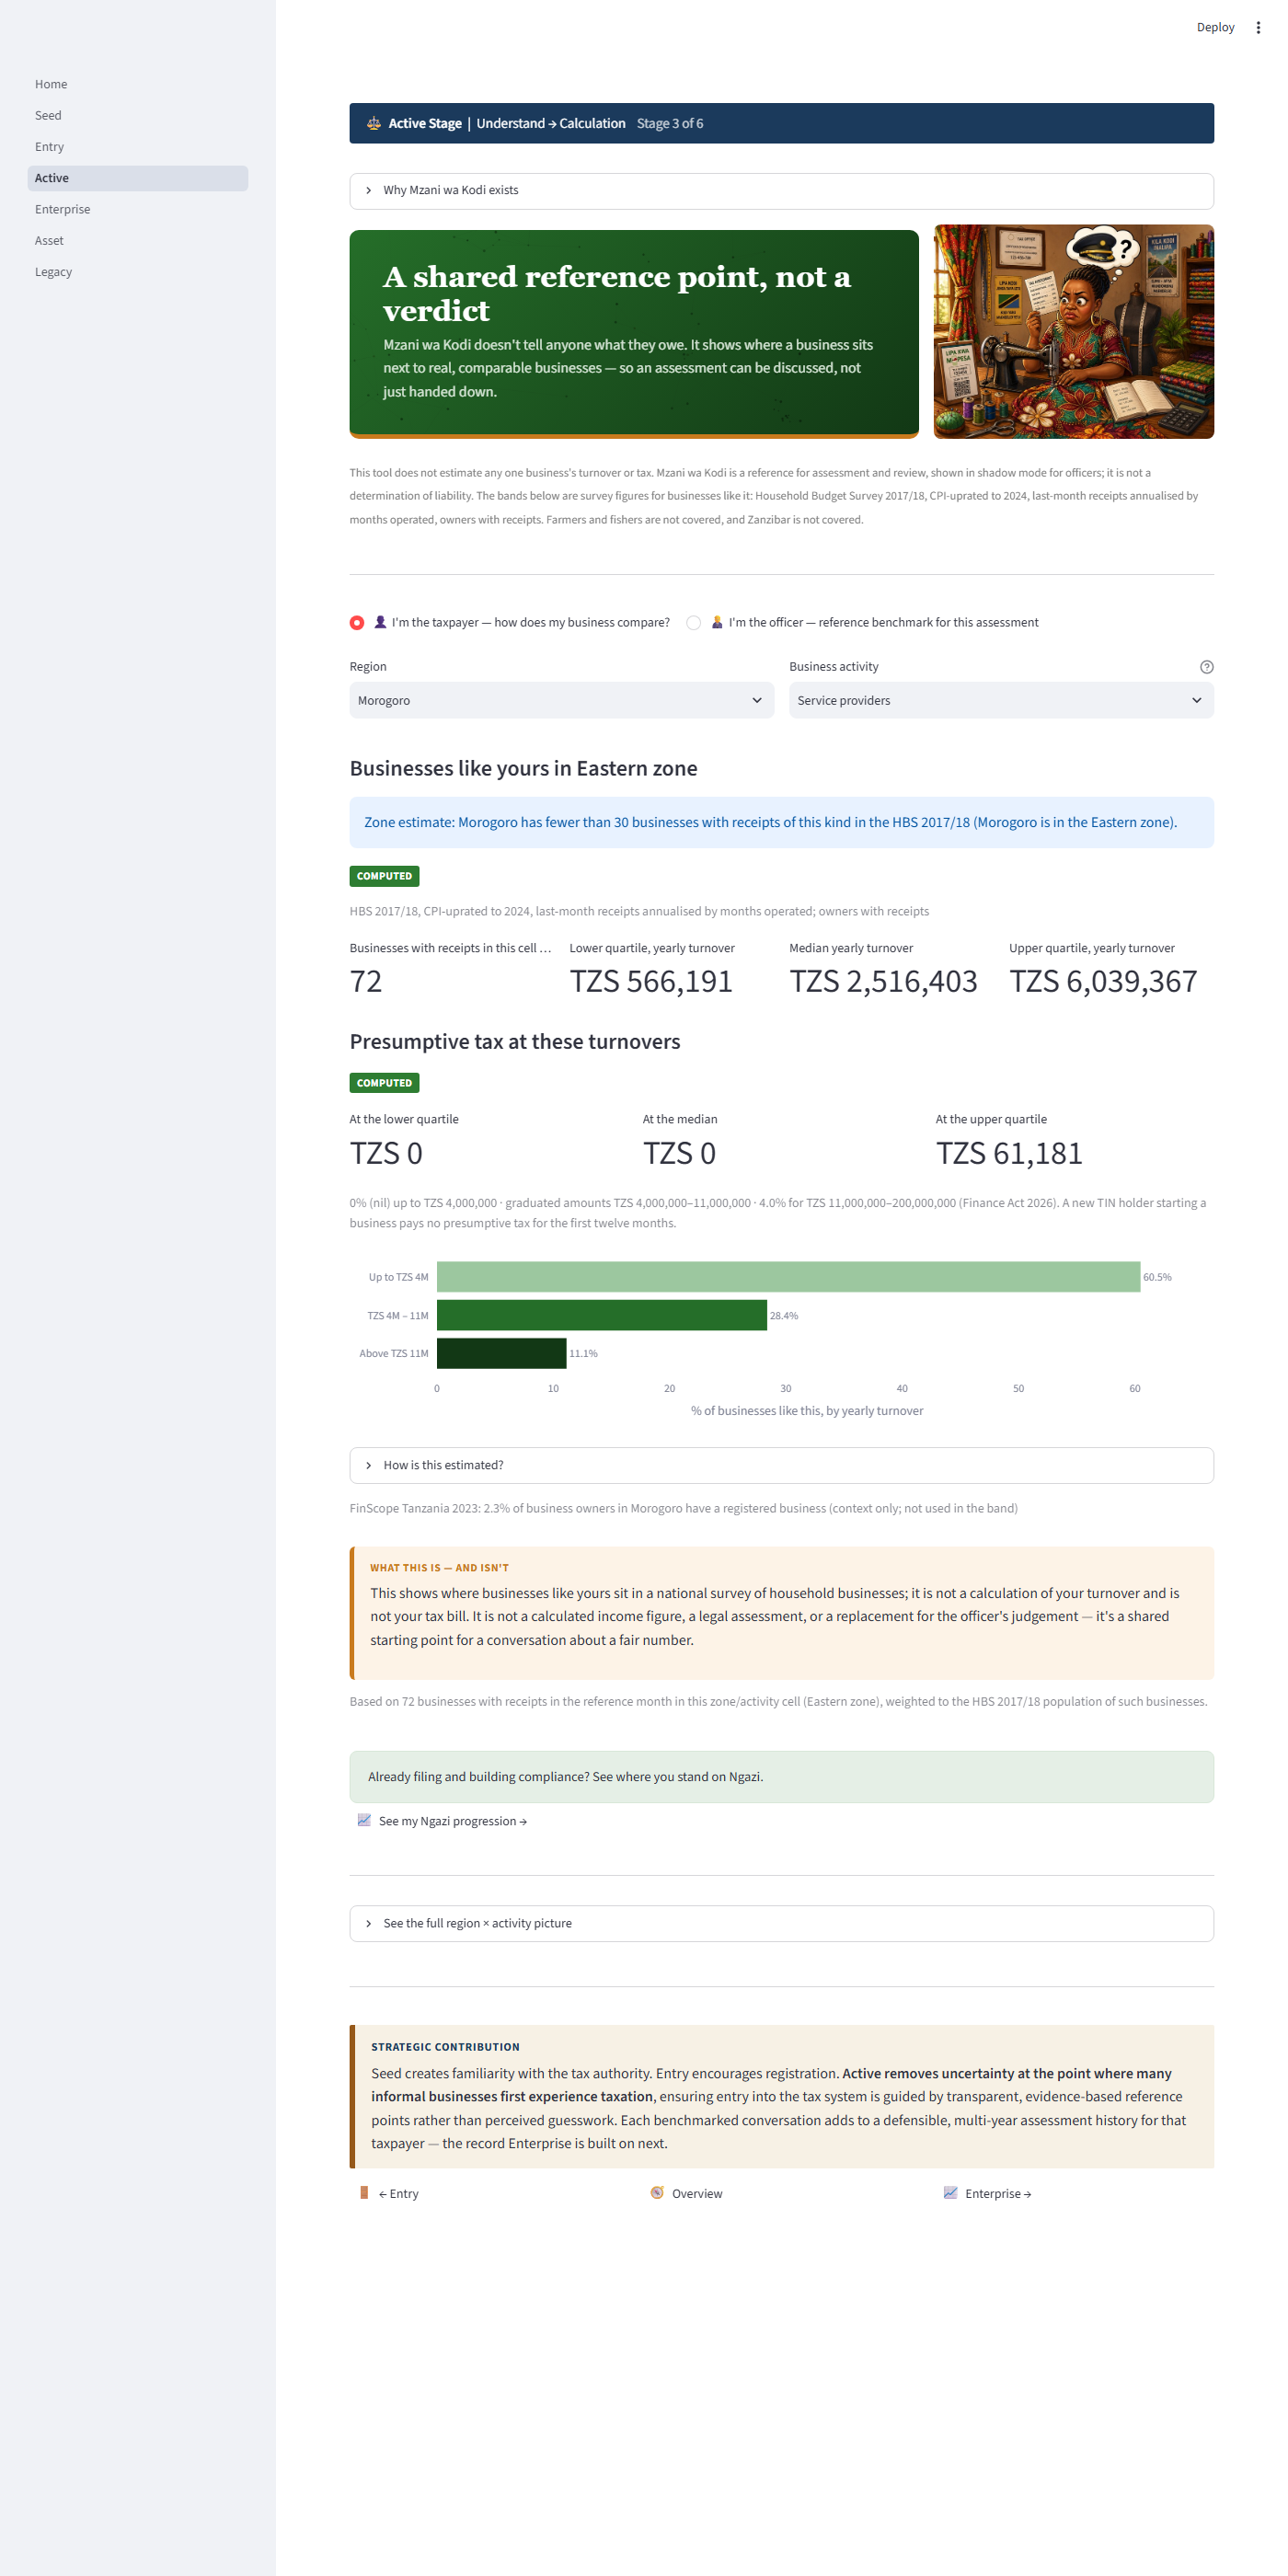 Deploy
Home
Seed
Entry
Active
Enterprise
Asset
Legacy
Active Stage | Understand → Calculation Stage 3 of 6
Why Mzani wa Kodi exists
A shared reference point, not a
verdict
Mzani wa Kodi doesn't tell anyone what they owe. It shows where a business sits
next to real, comparable businesses — so an assessment can be discussed, not
just handed down.
?
LIPA KWA
M-PESA
This tool does not estimate any one business's turnover or tax. Mzani wa Kodi is a reference for assessment and review, shown in shadow mode for officers; it is not a
determination of liability. The bands below are survey figures for businesses like it: Household Budget Survey 2017/18, CPI-uprated to 2024, last-month receipts annualised by
months operated, owners with receipts. Farmers and fishers are not covered, and Zanzibar is not covered.
I'm the taxpayer — how does my business compare?
I'm the officer — reference benchmark for this assessment
Region
Business activity
Morogoro
Service providers
Businesses like yours in Eastern zone
Zone estimate: Morogoro has fewer than 30 businesses with receipts of this kind in the HBS 2017/18 (Morogoro is in the Eastern zone).
COMPUTED
HBS 2017/18, CPI-uprated to 2024, last-month receipts annualised by months operated; owners with receipts
Businesses with receipts in this cell …
Lower quartile, yearly turnover
Median yearly turnover
Upper quartile, yearly turnover
72
TZS 566,191
TZS 2,516,403
TZS 6,039,367
Presumptive tax at these turnovers
COMPUTED
At the lower quartile
At the median
At the upper quartile
TZS 0
TZS 0
TZS 61,181
0% (nil) up to TZS 4,000,000 · graduated amounts TZS 4,000,000–11,000,000 · 4.0% for TZS 11,000,000–200,000,000 (Finance Act 2026). A new TIN holder starting a
business pays no presumptive tax for the first twelve months.
Up to TZS 4M 60.5%
TZS 4M – 11M 28.4%
Above TZS 11M 11.1%
0 10 20 30 40 50 60
% of businesses like this, by yearly turnover
How is this estimated?
FinScope Tanzania 2023: 2.3% of business owners in Morogoro have a registered business (context only; not used in the band)
WHAT THIS IS — AND ISN'T
This shows where businesses like yours sit in a national survey of household businesses; it is not a calculation of your turnover and is
not your tax bill. It is not a calculated income figure, a legal assessment, or a replacement for the officer's judgement — it's a shared
starting point for a conversation about a fair number.
Based on 72 businesses with receipts in the reference month in this zone/activity cell (Eastern zone), weighted to the HBS 2017/18 population of such businesses.
Already filing and building compliance? See where you stand on Ngazi.
See my Ngazi progression →
See the full region × activity picture
STRATEGIC CONTRIBUTION
Seed creates familiarity with the tax authority. Entry encourages registration. Active removes uncertainty at the point where many
informal businesses first experience taxation, ensuring entry into the tax system is guided by transparent, evidence-based reference
points rather than perceived guesswork. Each benchmarked conversation adds to a defensible, multi-year assessment history for that
taxpayer — the record Enterprise is built on next.
← Entry
Overview
Enterprise →